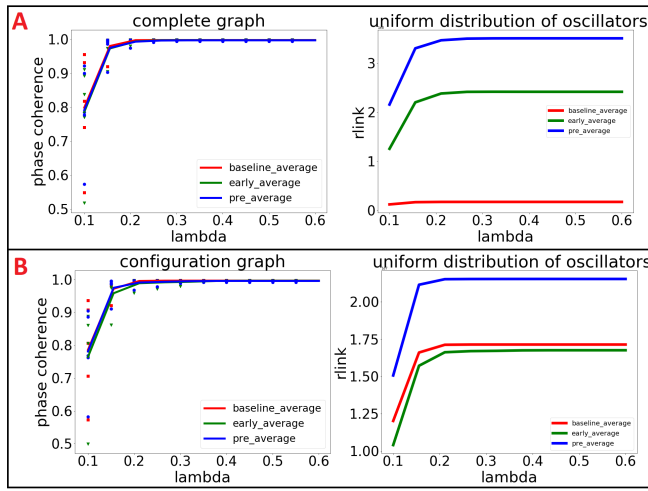 A
complete graph
phase coherence
1.0
0.9
0.8
0.7
0.6
0.5
baseline_average
early_average
pre_average
0.1 0.2 0.3 0.4 0.5 0.6
lambda
uniform distribution of oscillators
rlink
3
2
1
0
baseline_average
early_average
pre_average
0.1 0.2 0.3 0.4 0.5 0.6
lambda
B
configuration graph
phase coherence
1.0
0.9
0.8
0.7
0.6
0.5
baseline_average
early_average
pre_average
0.1 0.2 0.3 0.4 0.5 0.6
lambda
uniform distribution of oscillators
rlink
2.00
1.75
1.50
1.25
1.00
baseline_average
early_average
pre_average
0.1 0.2 0.3 0.4 0.5 0.6
lambda